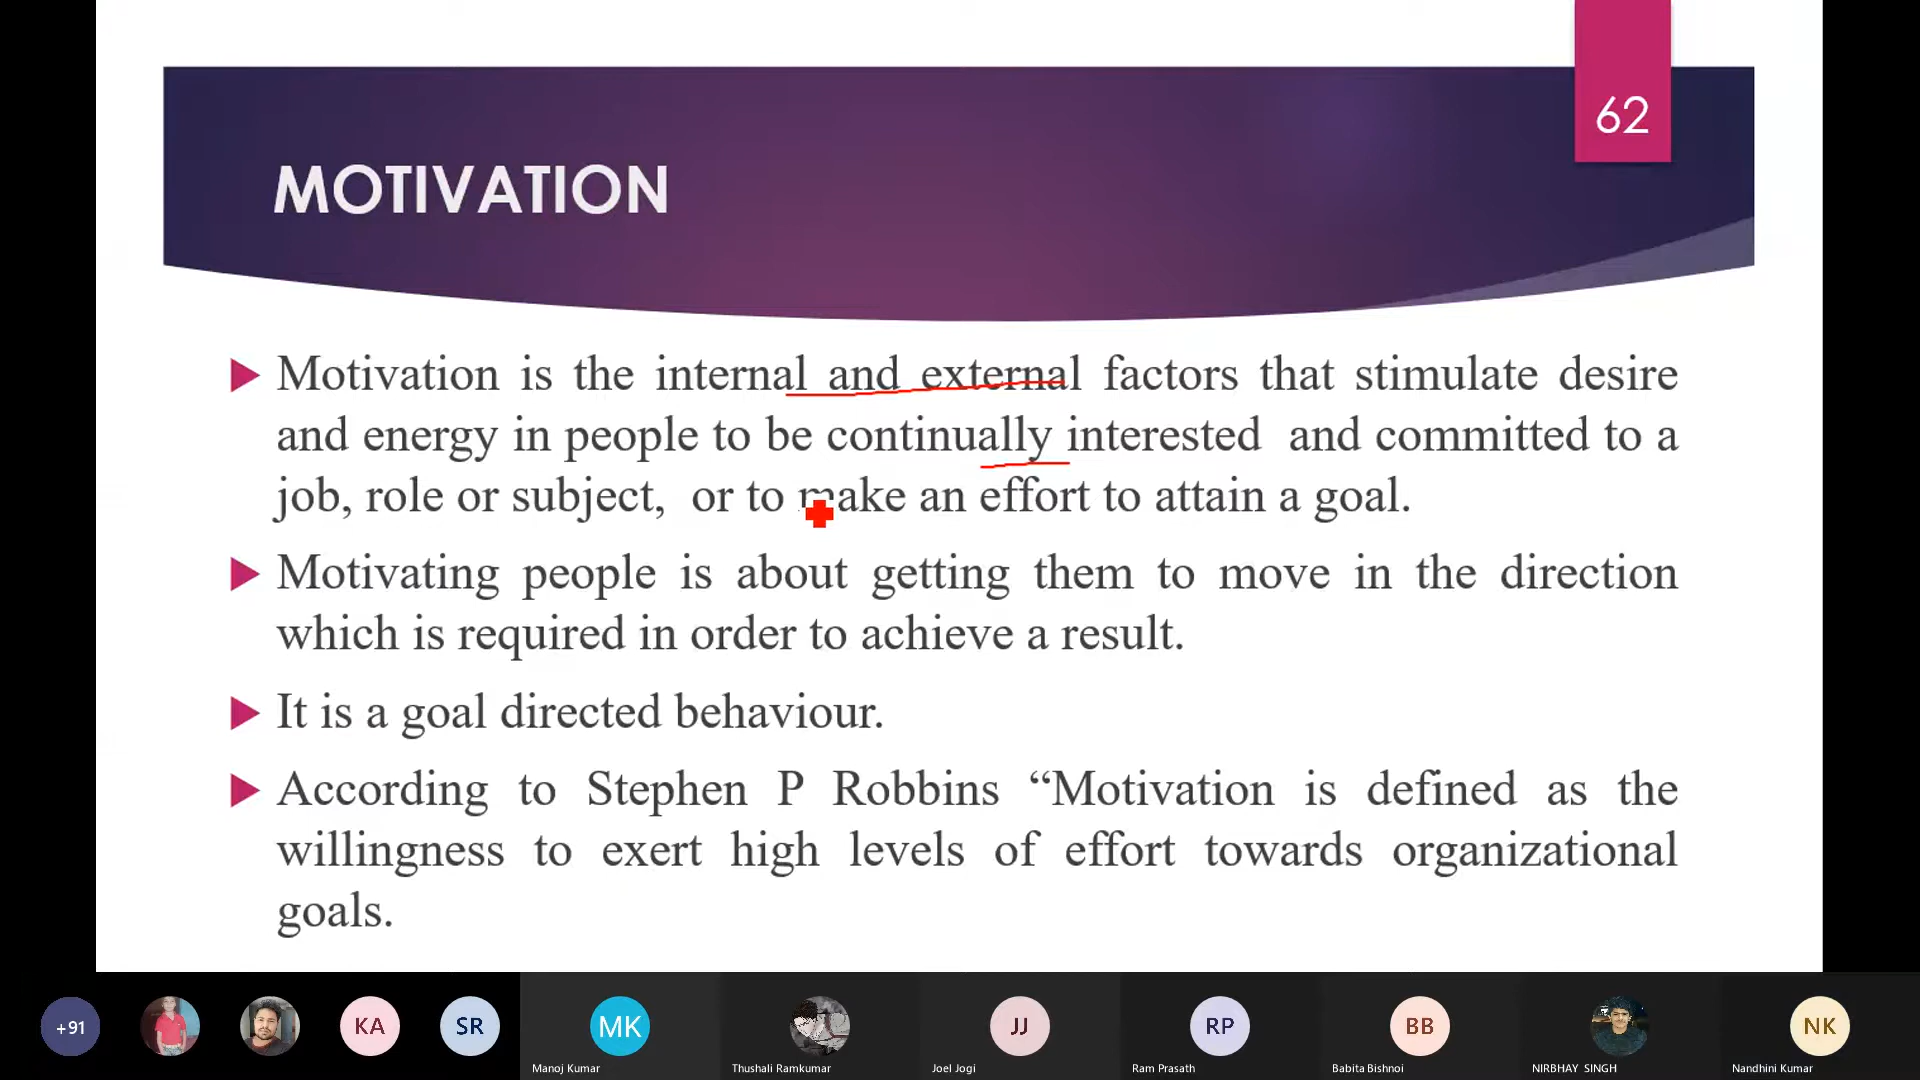 62
MOTIVATION
Motivation is the internal and external factors that stimulate desire
and energy in people to be continually interested and committed to a
job, role or subject, or to make an effort to attain a goal.
Motivating people is about getting them to move in the direction
which is required in order to achieve a result.
It is a goal directed behaviour.
According to Stephen P Robbins “Motivation is defined as the
willingness to exert high levels of effort towards organizational
goals.
+91 KA SR MK JJ RP BB NK
Manoj Kumar Thushali Ramkumar Joel Jogi Ram Prasath Babita Bishnoi NIRBHAY SINGH Nandhini Kumar